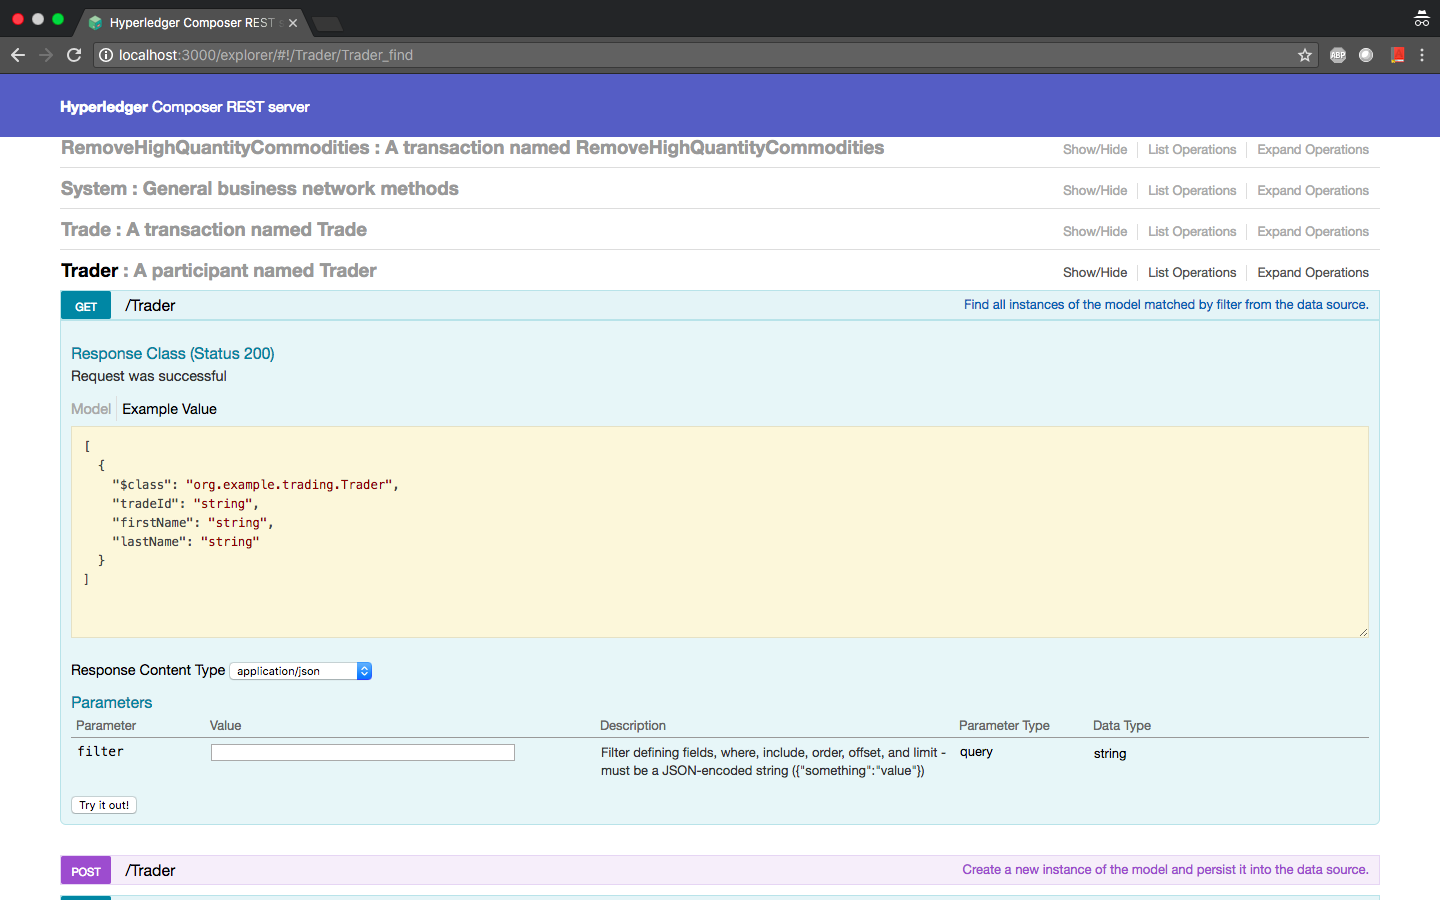 Hyperledger Composer REST s
localhost:3000/explorer/#!/Trader/Trader_find
ABP
Hyperledger Composer REST server
RemoveHighQuantityCommodities : A transaction named RemoveHighQuantityCommodities Show/Hide List Operations Expand Operations
System : General business network methods Show/Hide List Operations Expand Operations
Trade : A transaction named Trade Show/Hide List Operations Expand Operations
Trader : A participant named Trader Show/Hide List Operations Expand Operations
GET /Trader Find all instances of the model matched by filter from the data source.
Response Class (Status 200)
Request was successful
Model Example Value
[
{
"$class": "org.example.trading.Trader",
"tradeId": "string",
"firstName": "string",
"lastName": "string"
}
]
Response Content Type application/json
Parameters
Parameter Value Description Parameter Type Data Type
filter Filter defining fields, where, include, order, offset, and limit - query string
must be a JSON-encoded string ({"something":"value"})
Try it out!
POST /Trader Create a new instance of the model and persist it into the data source.